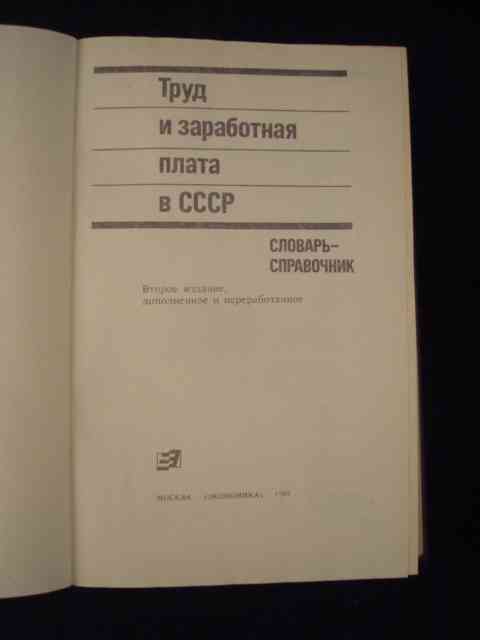 Труд
и заработная
плата
в СССР
СЛОВАРЬ-
СПРАВОЧНИК
Второе издание,
дополненное и переработанное
МОСКВА «ЭКОНОМИКА»